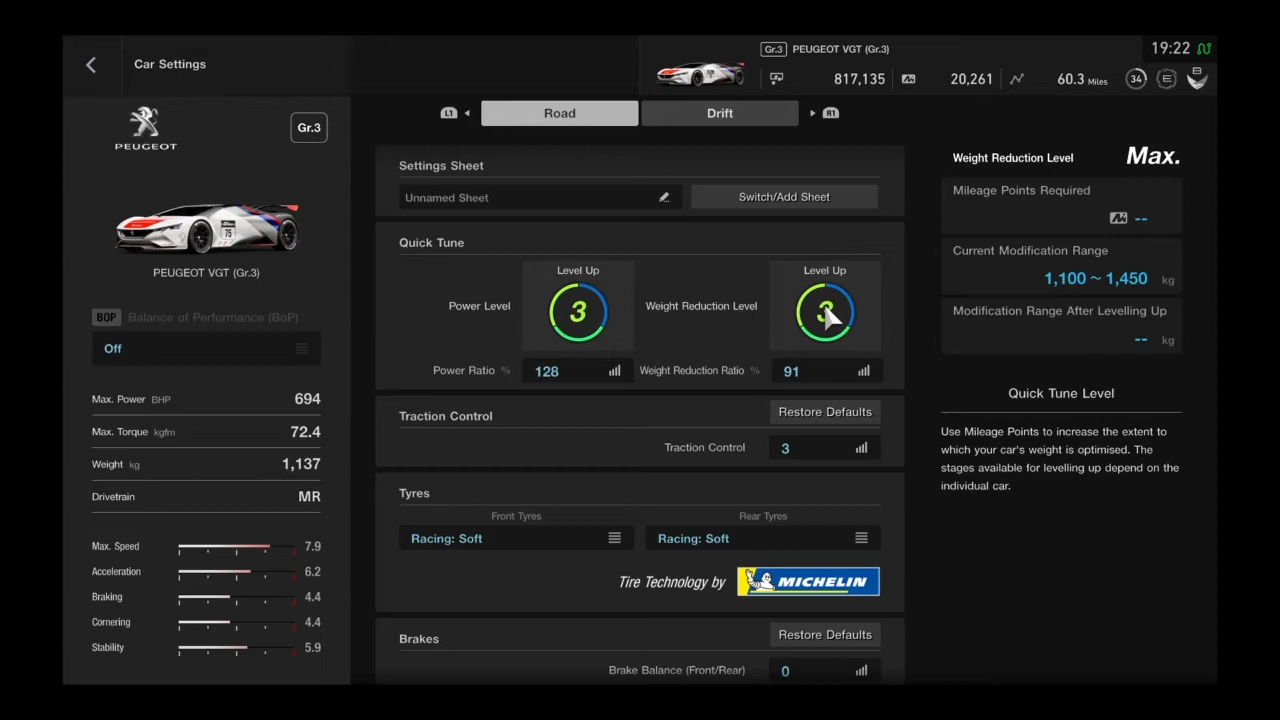 Car Settings
Gr.3 PEUGEOT VGT (Gr.3)
19:22
817,135
20,261
60.3 Miles
34
E
B
PEUGEOT
Gr.3
75
PEUGEOT VGT (Gr.3)
BOP Balance of Performance (BoP)
Off
Max. Power BHP 694
Max. Torque kgfm 72.4
Weight kg 1,137
Drivetrain MR
Max. Speed 7.9
Acceleration 6.2
Braking 4.4
Cornering 4.4
Stability 5.9
L1 Road Drift R1
Settings Sheet
Unnamed Sheet Switch/Add Sheet
Quick Tune
Level Up Level Up
Power Level 3 Weight Reduction Level 3
Power Ratio % 128 Weight Reduction Ratio % 91
Traction Control Restore Defaults
Traction Control 3
Tyres
Front Tyres Rear Tyres
Racing: Soft Racing: Soft
Tire Technology by MICHELIN
Brakes Restore Defaults
Brake Balance (Front/Rear) 0
Weight Reduction Level Max.
Mileage Points Required
--
Current Modification Range
1,100 ~ 1,450 kg
Modification Range After Levelling Up
-- kg
Quick Tune Level
Use Mileage Points to increase the extent to
which your car's weight is optimised. The
stages available for levelling up depend on the
individual car.